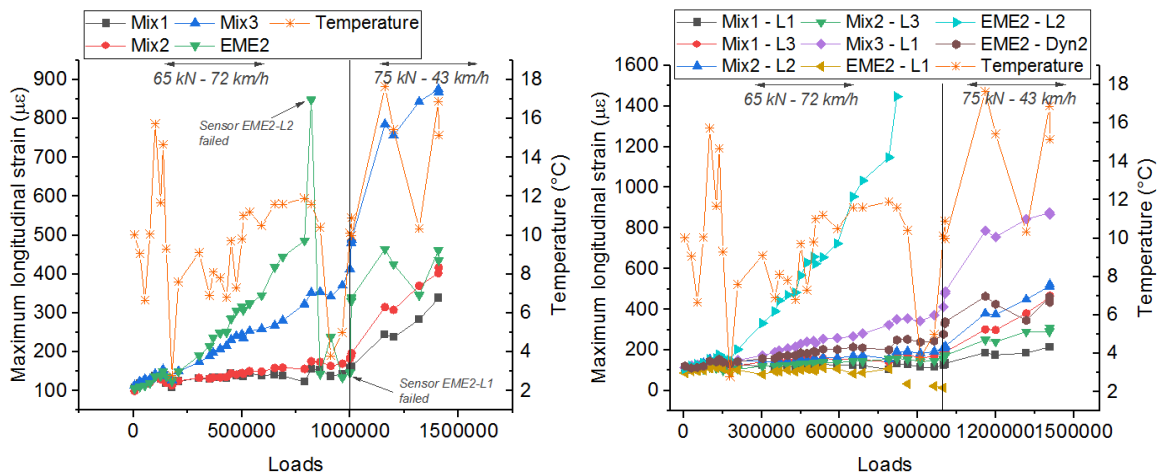 Mix1 Mix3 Temperature
Mix2 EME2
65 kN - 72 km/h
75 kN - 43 km/h
Sensor EME2-L2
failed
Sensor EME2-L1
failed
Maximum longitudinal strain (με)
900
800
700
600
500
400
300
200
100
18
16
14
12
10
8
6
4
2
Temperature (°C)
0 500000 1000000 1500000
Loads
Mix1 - L1 Mix2 - L3 EME2 - L2
Mix1 - L3 Mix3 - L1 EME2 - Dyn2
Mix2 - L2 EME2 - L1 Temperature
65 kN - 72 km/h
75 kN - 43 km/h
Maximum longitudinal strain (με)
1600
1400
1200
1000
800
600
400
200
0
18
16
14
12
10
8
6
4
2
Temperature (°C)
0 300000 600000 900000 1200000 1500000
Loads